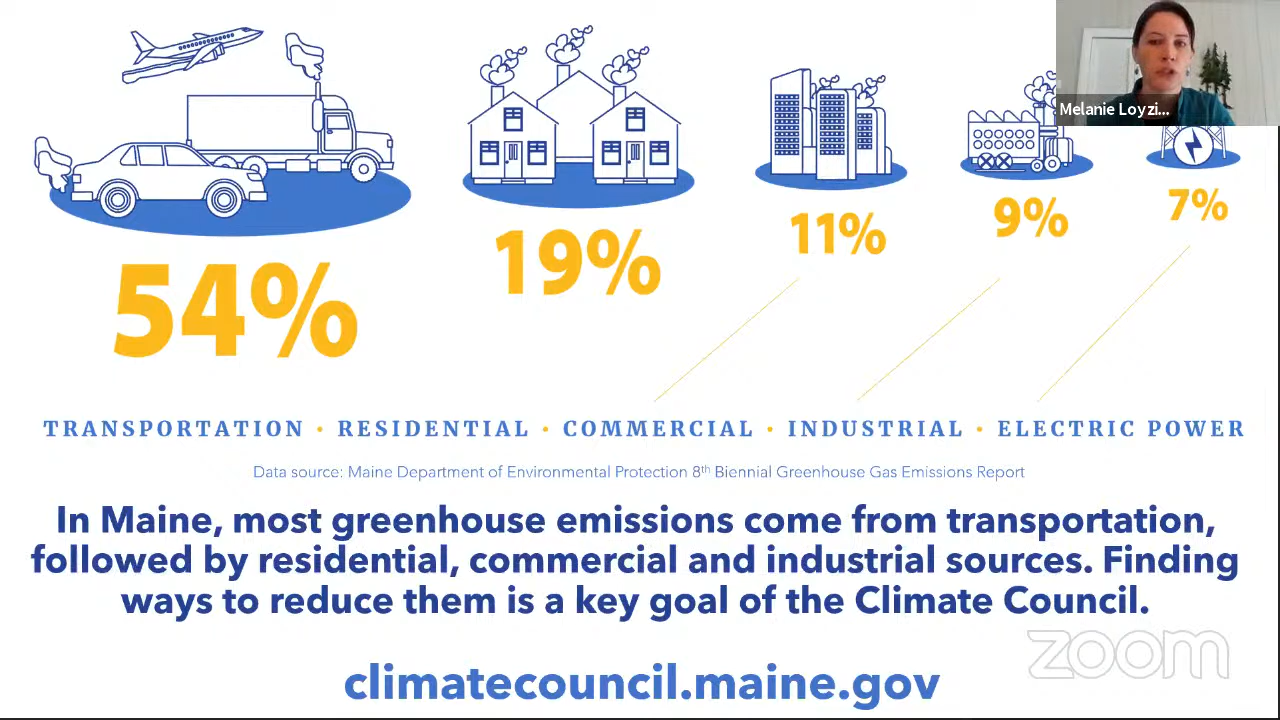 Melanie Loyzi...
54%
19%
11%
9%
7%
TRANSPORTATION • RESIDENTIAL • COMMERCIAL • INDUSTRIAL • ELECTRIC POWER
Data source: Maine Department of Environmental Protection 8th Biennial Greenhouse Gas Emissions Report
In Maine, most greenhouse emissions come from transportation,
followed by residential, commercial and industrial sources. Finding
ways to reduce them is a key goal of the Climate Council.
zoom
climatecouncil.maine.gov